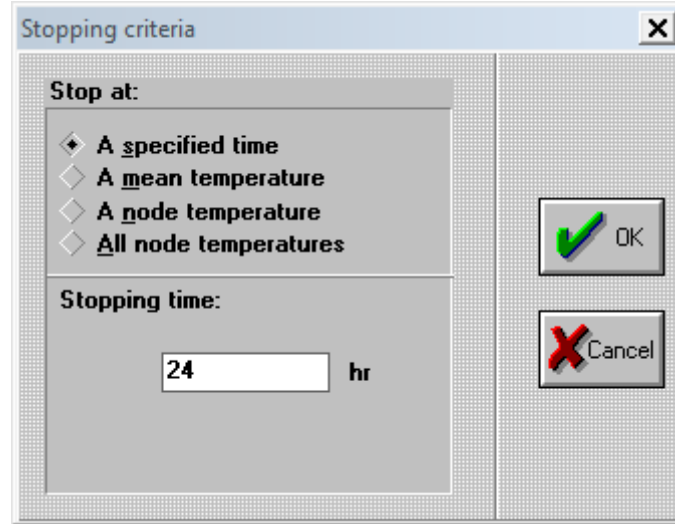 Stopping criteria
Stop at:
A specified time
A mean temperature
A node temperature
All node temperatures
Stopping time:
24 hr
OK
Cancel